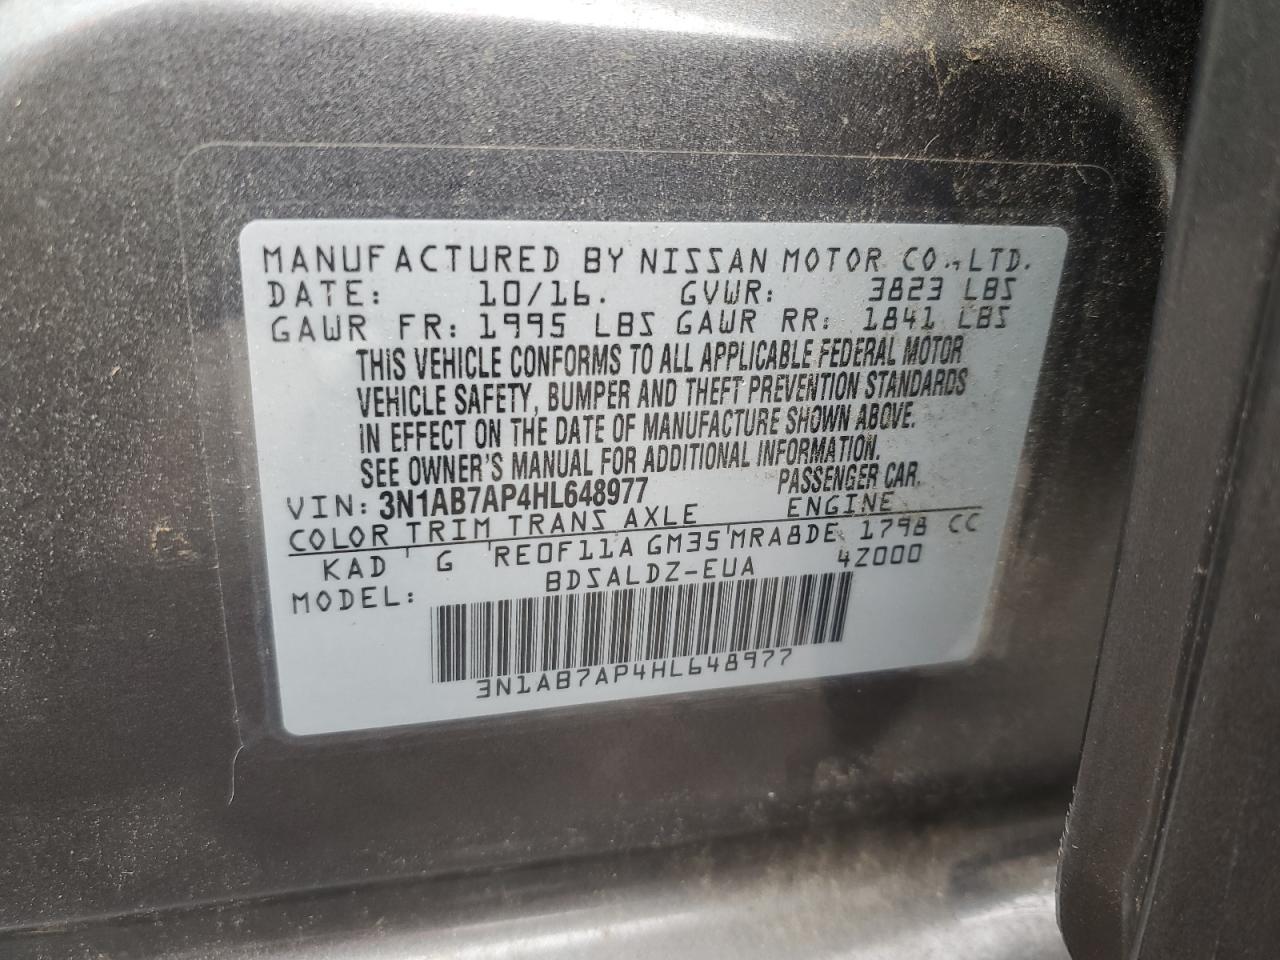 MANUFACTURED BY NISSAN MOTOR CO., LTD.
DATE: 10/16. GVWR: 3823 LBS
GAWR FR: 1995 LBS GAWR RR: 1841 LBS
THIS VEHICLE CONFORMS TO ALL APPLICABLE FEDERAL MOTOR
VEHICLE SAFETY, BUMPER AND THEFT PREVENTION STANDARDS
IN EFFECT ON THE DATE OF MANUFACTURE SHOWN ABOVE.
SEE OWNER'S MANUAL FOR ADDITIONAL INFORMATION.
VIN: 3N1AB7AP4HL648977 PASSENGER CAR.
COLOR TRIM TRANS AXLE ENGINE
KAD G RE0F11A GM35 MRA8DE 1798 CC
MODEL: BDSALDZ-EUA 4Z000
3N1AB7AP4HL648977